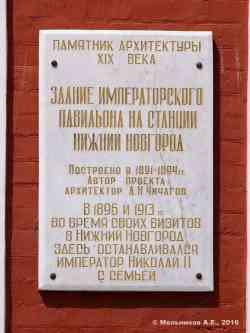 ПАМЯТНИК АРХИТЕКТУРЫ
XIX ВЕКА
ЗДАНИЕ ИМПЕРАТОРСКОГО
ПАВИЛЬОНА НА СТАНЦИИ
НИЖНИЙ НОВГОРОД
ПОСТРОЕНО В 1891-1894 гг.
АВТОР ПРОЕКТА
АРХИТЕКТОР Д.Н.ЧИЧАГОВ
В 1896 И 1913 гг.
ВО ВРЕМЯ СВОИХ ВИЗИТОВ
В НИЖНИЙ НОВГОРОД
ЗДЕСЬ ОСТАНАВЛИВАЛСЯ
ИМПЕРАТОР НИКОЛАЙ II
С СЕМЬЕЙ
© Мельников А.Е., 2016